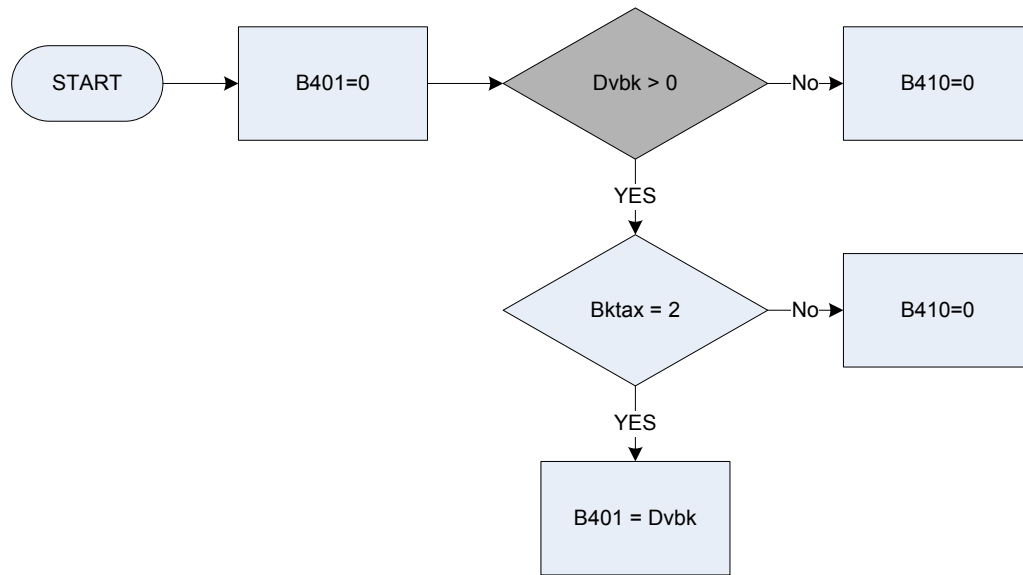 START
B401=0
Dvbk > 0
No
B410=0
YES
Bktax = 2
No
B410=0
YES
B401 = Dvbk